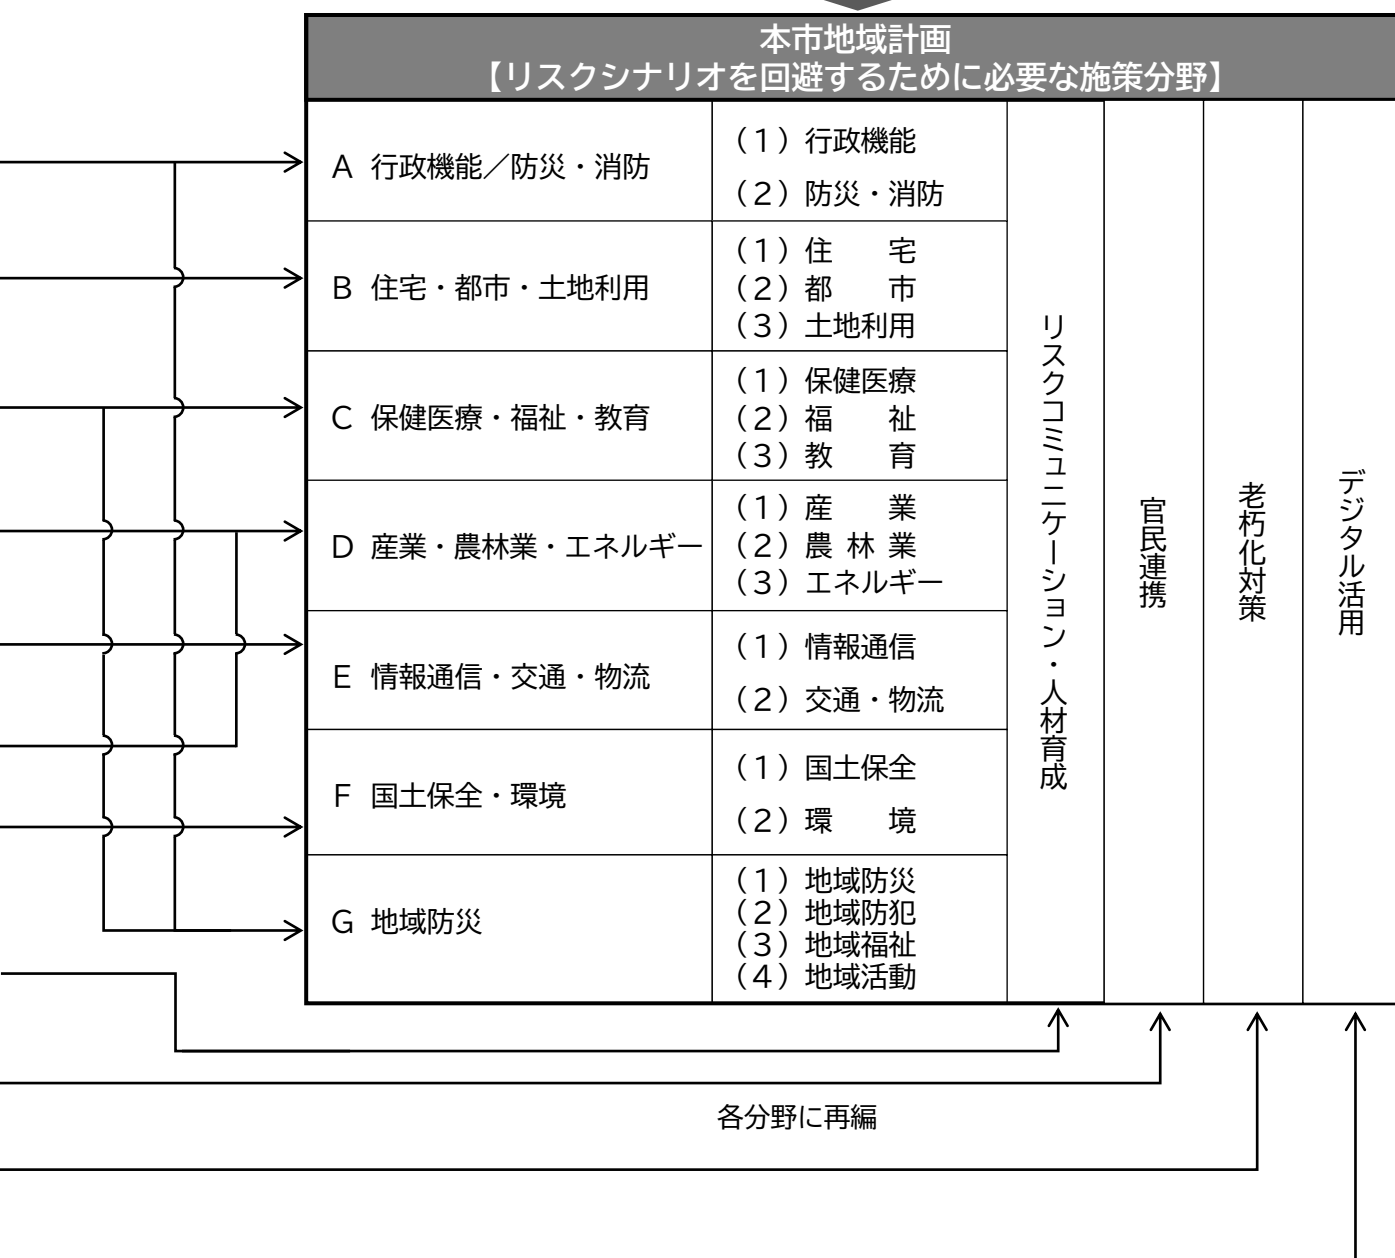 本市地域計画
【リスクシナリオを回避するために必要な施策分野】
A 行政機能／防災・消防
（１）行政機能
（２）防災・消防
B 住宅・都市・土地利用
（１）住　　宅
（２）都　　市
（３）土地利用
C 保健医療・福祉・教育
（１）保健医療
（２）福　　祉
（３）教　　育
D 産業・農林業・エネルギー
（１）産　　業
（２）農 林 業
（３）エネルギー
E 情報通信・交通・物流
（１）情報通信
（２）交通・物流
F 国土保全・環境
（１）国土保全
（２）環　　境
G 地域防災
（１）地域防災
（２）地域防犯
（３）地域福祉
（４）地域活動
リスクコミュニケーション・人材育成
官民連携
老朽化対策
デジタル活用
各分野に再編